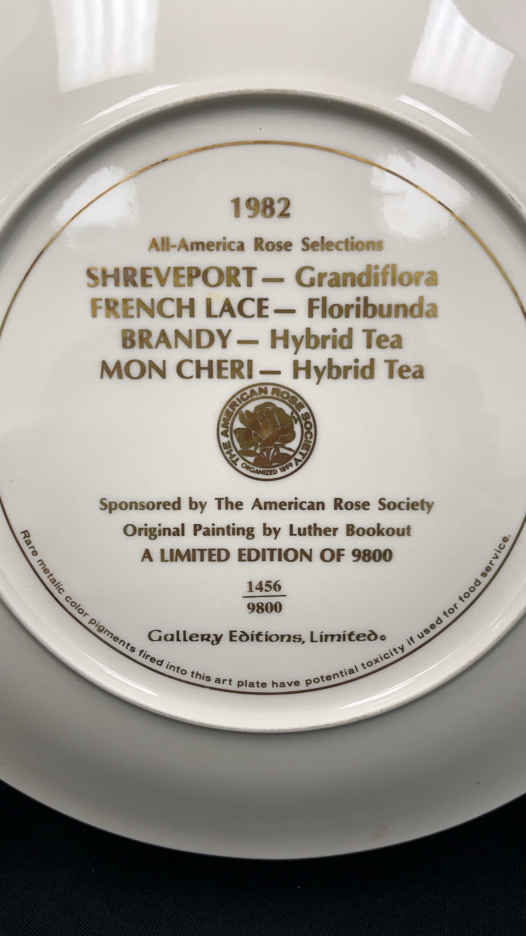 1982
All-America Rose Selections
SHREVEPORT — Grandiflora
FRENCH LACE — Floribunda
BRANDY — Hybrid Tea
MON CHERI — Hybrid Tea
THE AMERICAN ROSE SOCIETY
ORGANIZED 1899
Sponsored by The American Rose Society
Original Painting by Luther Bookout
A LIMITED EDITION OF 9800
1456
9800
Gallery Editions, Limited©
Rare metalic color pigments fired into this art plate have potential toxicity if used for food service.